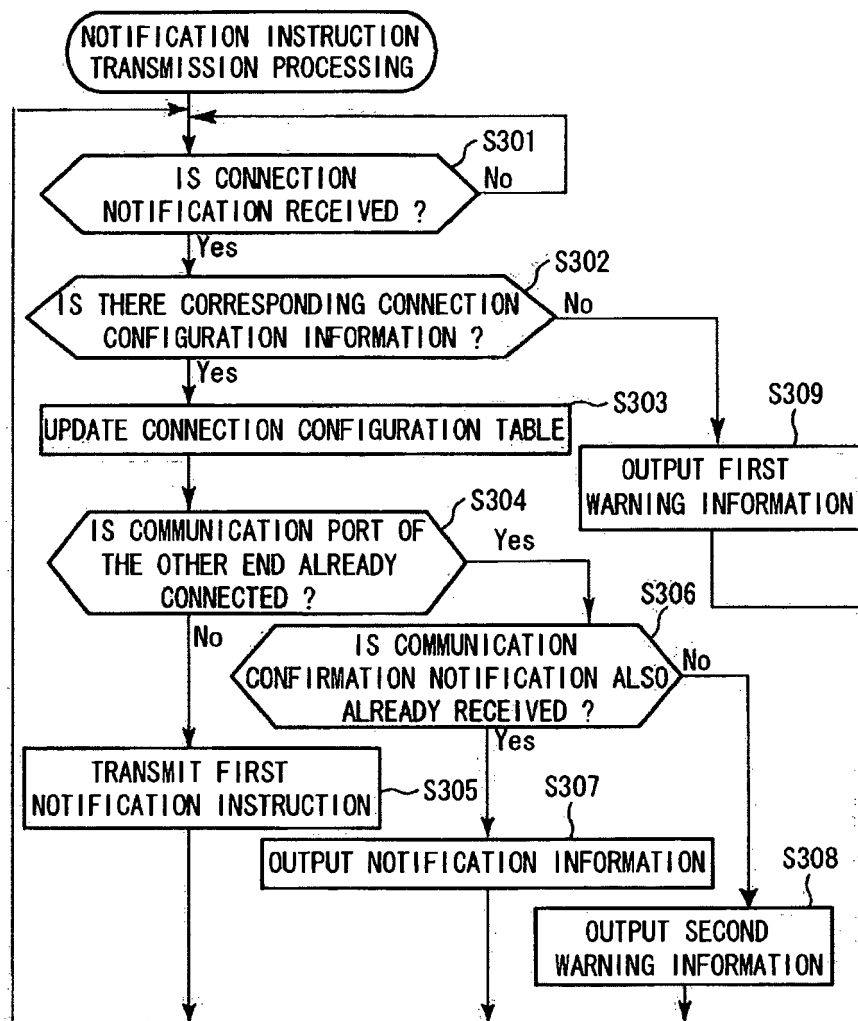 NOTIFICATION INSTRUCTION
TRANSMISSION PROCESSING
S301
IS CONNECTION
NOTIFICATION RECEIVED ?
No
Yes
S302
IS THERE CORRESPONDING CONNECTION
CONFIGURATION INFORMATION ?
No
Yes
S303
UPDATE CONNECTION CONFIGURATION TABLE
S309
OUTPUT FIRST
WARNING INFORMATION
S304
IS COMMUNICATION PORT OF
THE OTHER END ALREADY
CONNECTED ?
Yes
No
S306
IS COMMUNICATION
CONFIRMATION NOTIFICATION ALSO
ALREADY RECEIVED ?
No
Yes
TRANSMIT FIRST
NOTIFICATION INSTRUCTION
S305
S307
OUTPUT NOTIFICATION INFORMATION
S308
OUTPUT SECOND
WARNING INFORMATION